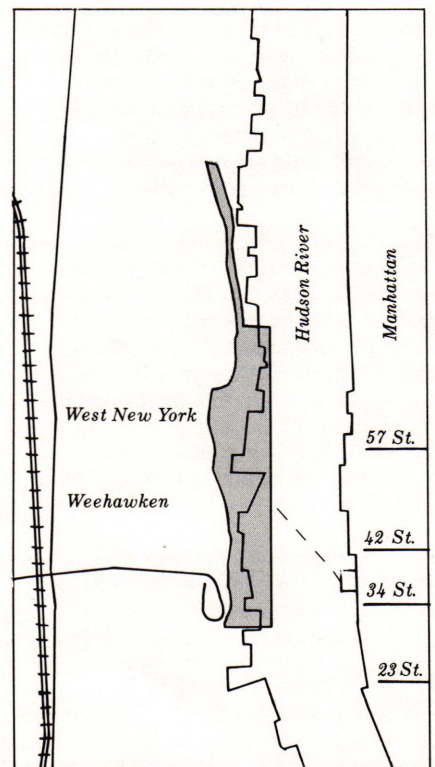 Hudson River
Manhattan
West New York
Weehawken
57 St.
42 St.
34 St.
23 St.